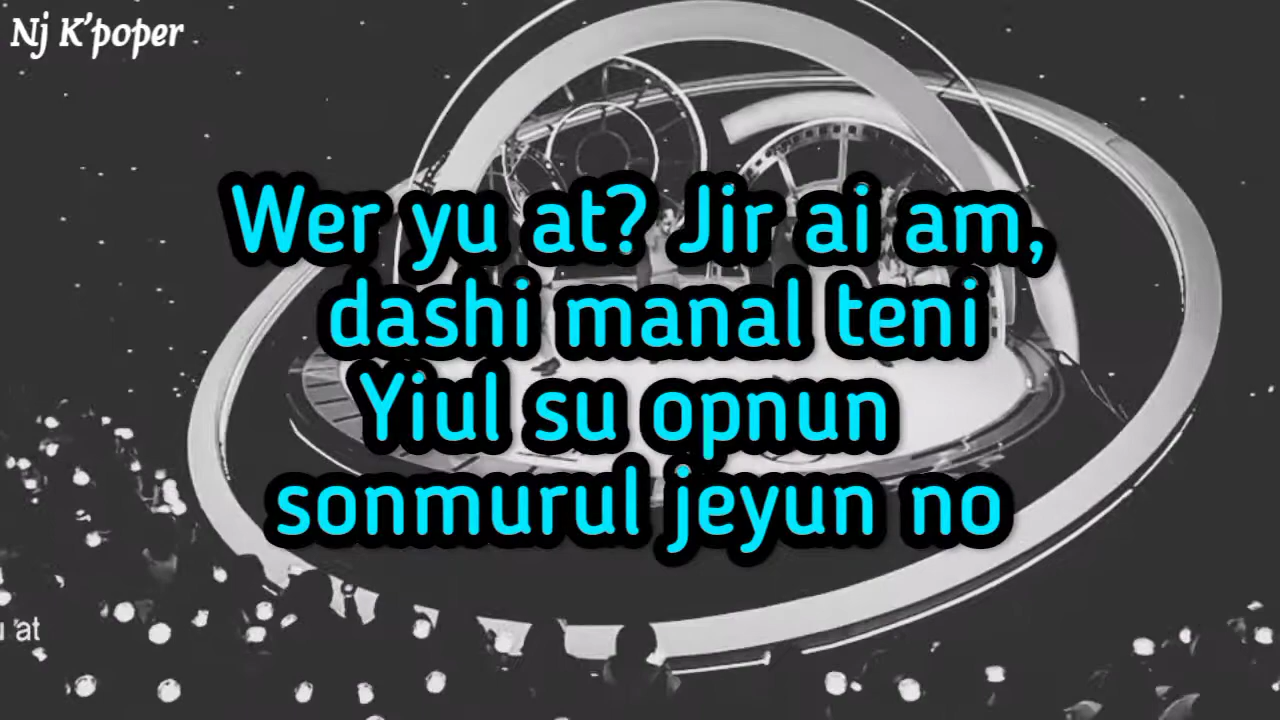 Nj K'poper
Wer yu at? Jir ai am,
dashi manal teni
Yiul su opnun
sonmurul jeyun no
u at